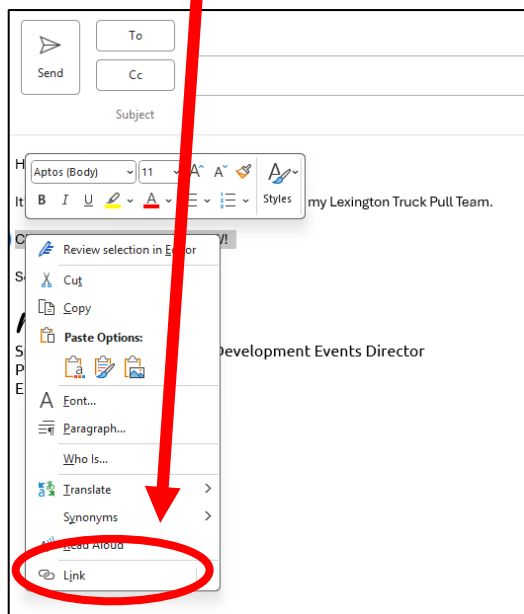 To
Send
Cc
Subject
H
Aptos (Body) 11 A A
It B I U A Styles my Lexington Truck Pull Team.
C !
Review selection in Editor
S
Cut
Copy
Paste Options:
S Development Events Director
P
E
Font...
Paragraph...
Who Is...
Translate
Synonyms
Read Aloud
Link